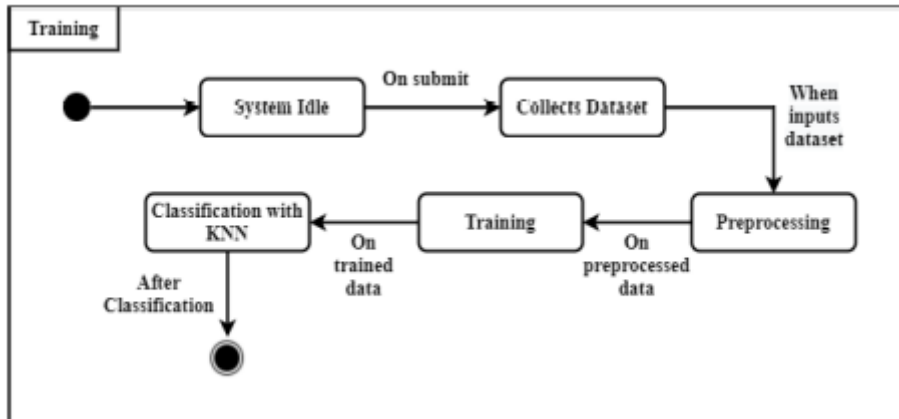 Training
On submit
System Idle
Collects Dataset
When
inputs
dataset
Classification with
KNN
Training
Preprocessing
On
trained
data
On
preprocessed
data
After
Classification